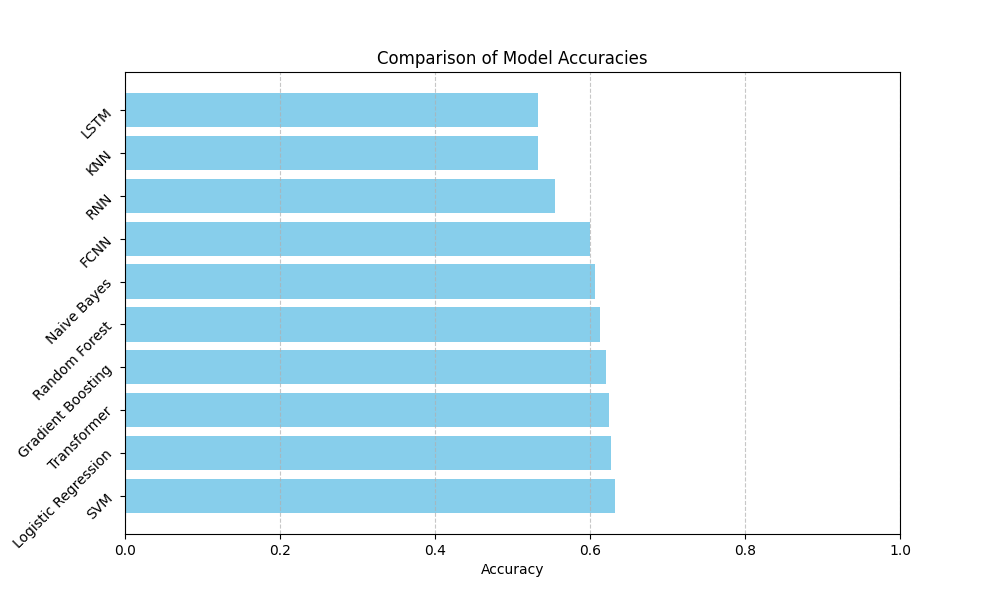 Comparison of Model Accuracies
LSTM
KNN
RNN
FCNN
Naive Bayes
Random Forest
Gradient Boosting
Transformer
Logistic Regression
SVM
0.0 0.2 0.4 0.6 0.8 1.0
Accuracy